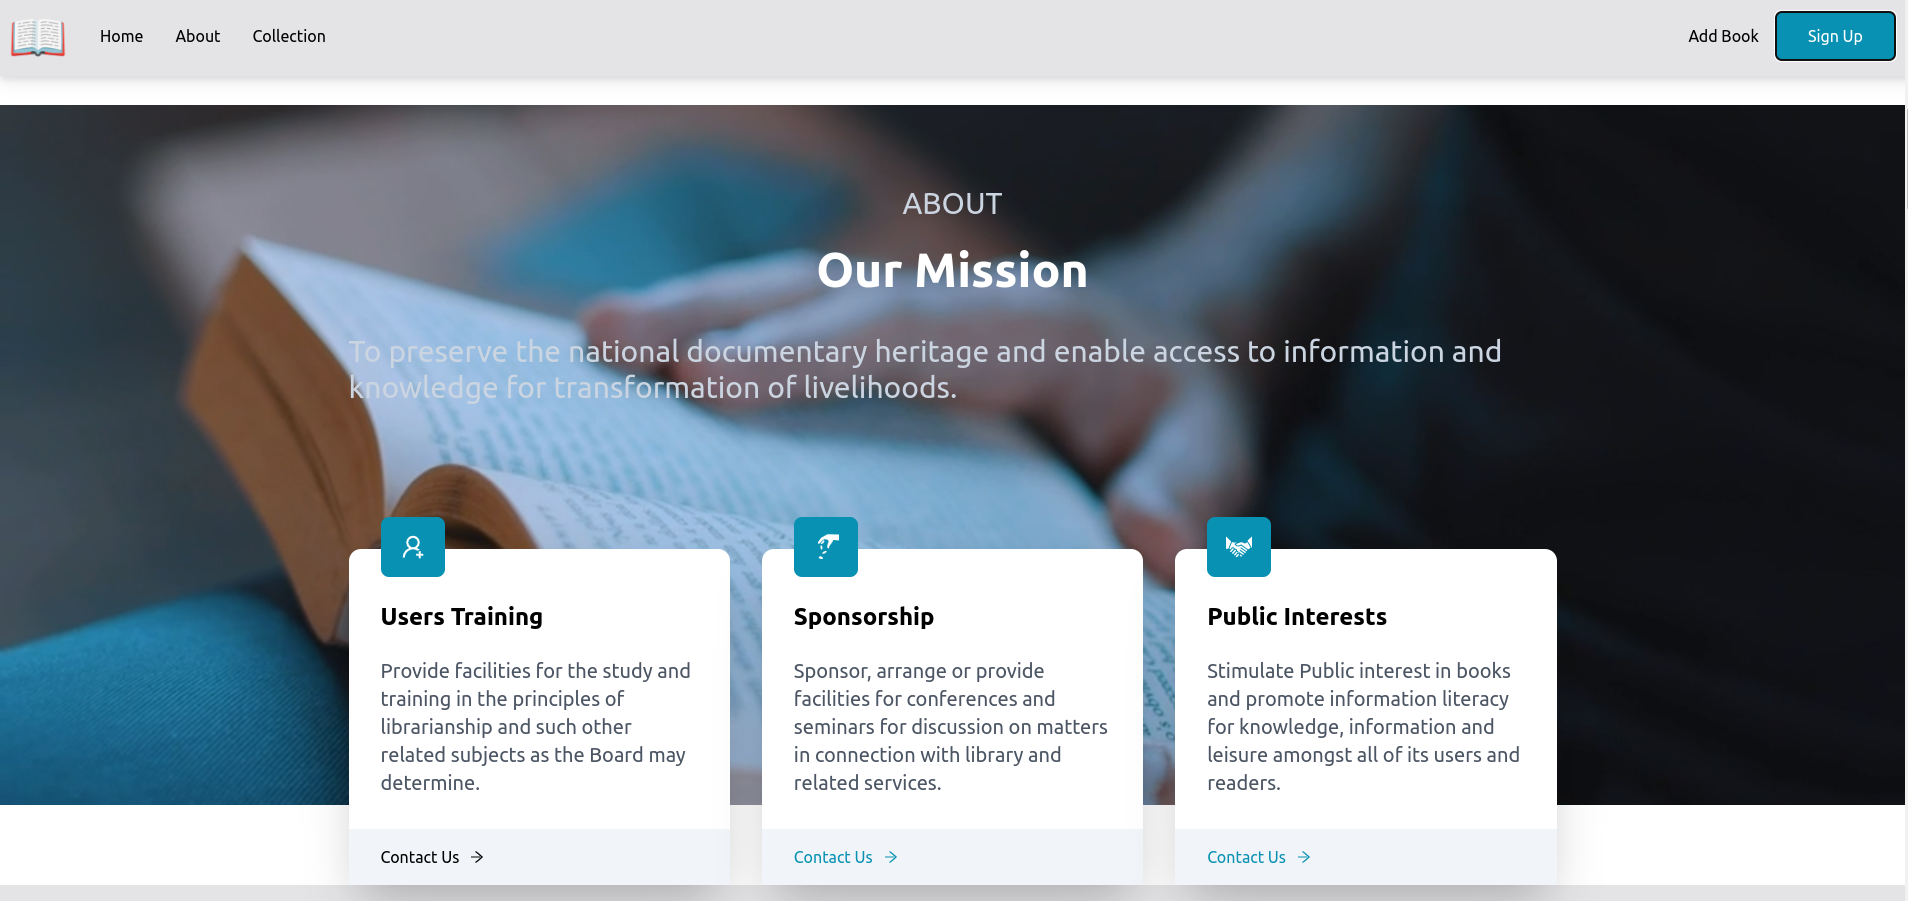 Home About Collection Add Book Sign Up
ABOUT
Our Mission
To preserve the national documentary heritage and enable access to information and
knowledge for transformation of livelihoods.
Users Training
Provide facilities for the study and
training in the principles of
librarianship and such other
related subjects as the Board may
determine.
Contact Us
Sponsorship
Sponsor, arrange or provide
facilities for conferences and
seminars for discussion on matters
in connection with library and
related services.
Contact Us
Public Interests
Stimulate Public interest in books
and promote information literacy
for knowledge, information and
leisure amongst all of its users and
readers.
Contact Us